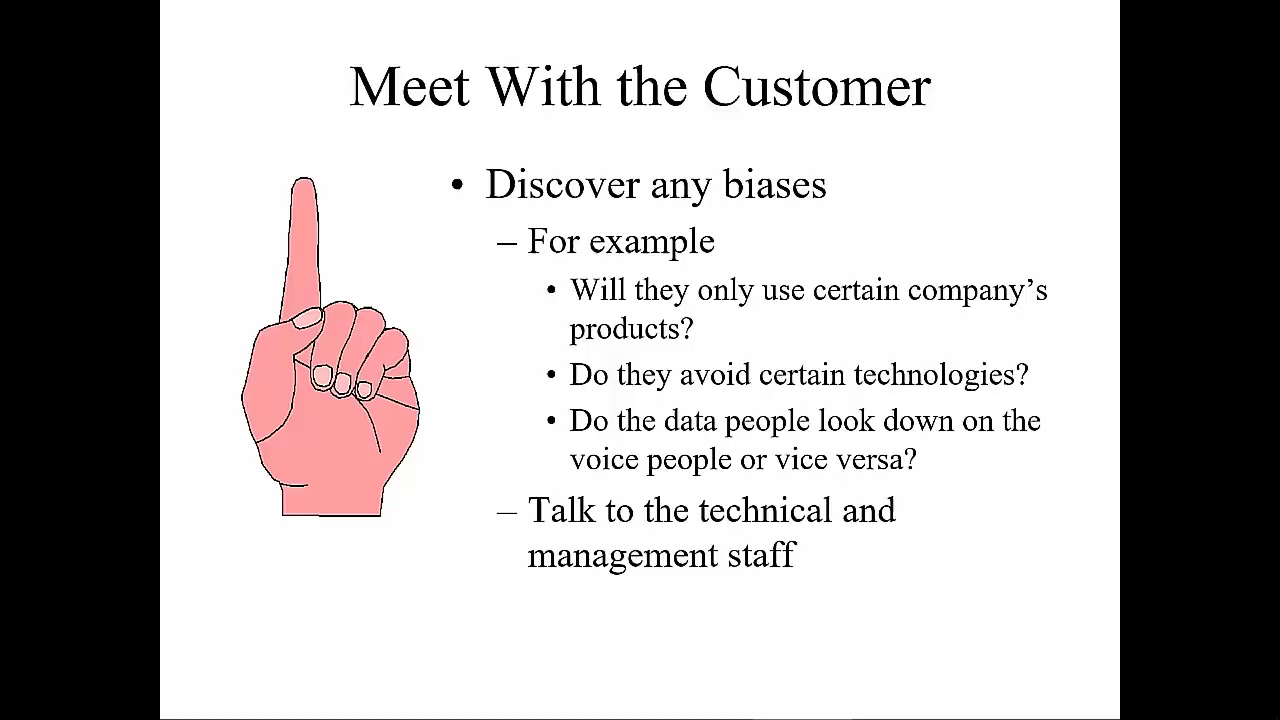 Meet With the Customer
• Discover any biases
– For example
• Will they only use certain company’s
products?
• Do they avoid certain technologies?
• Do the data people look down on the
voice people or vice versa?
– Talk to the technical and
management staff